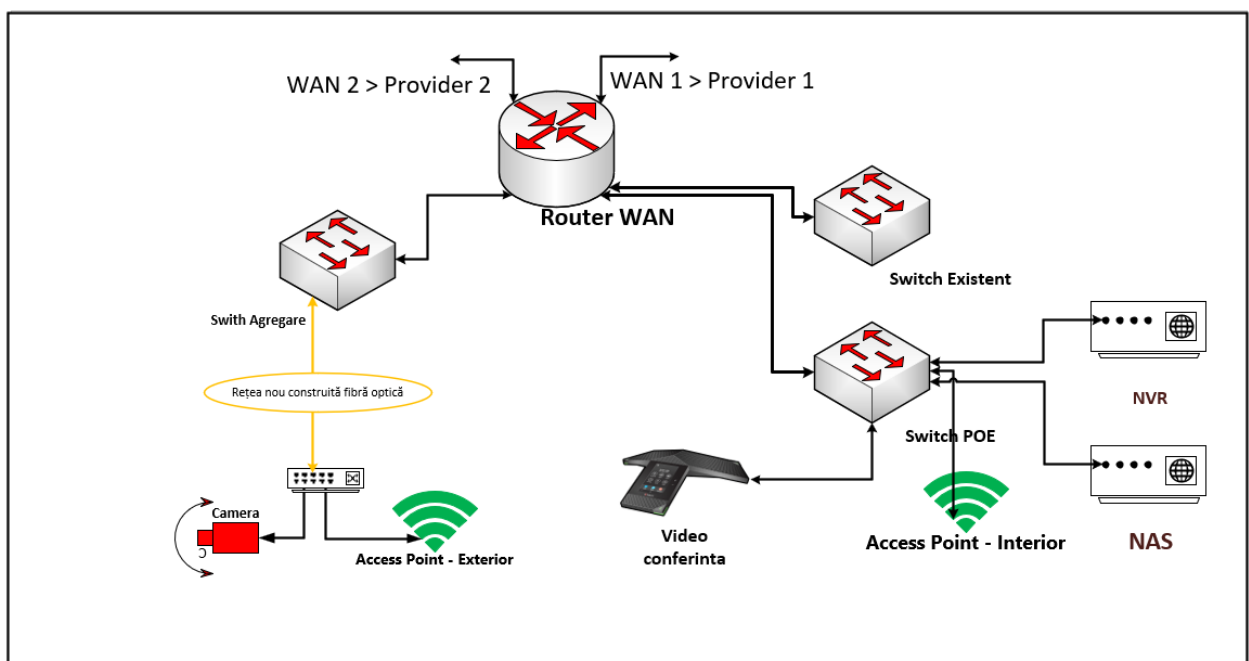 WAN 2 > Provider 2
WAN 1 > Provider 1
Router WAN
Switch Existent
Swith Agregare
Rețea nou construită fibră optică
Switch POE
NVR
Camera
Access Point - Exterior
Video
conferinta
Access Point - Interior
NAS